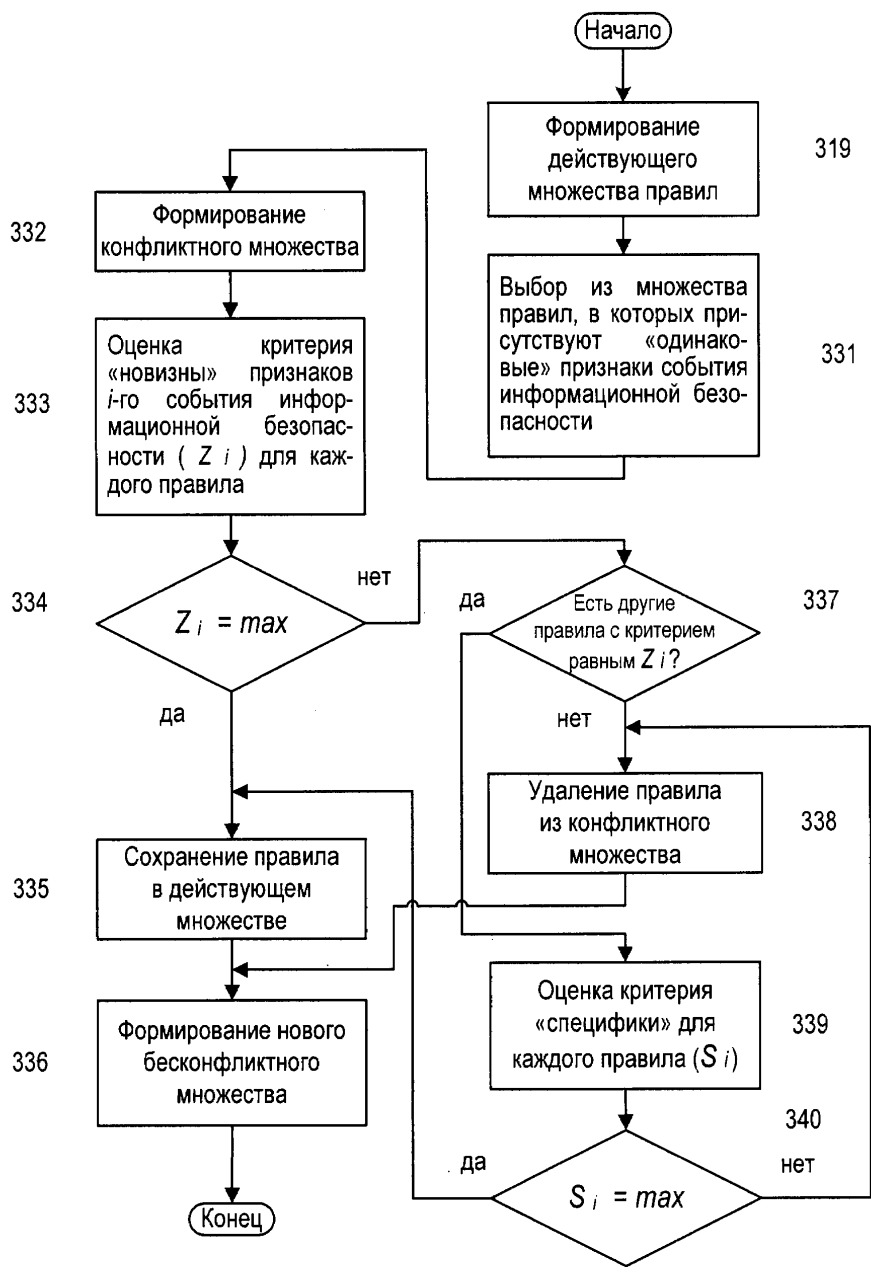 Начало
Формирование
действующего
множества правил
319
Выбор из множества
правил, в которых при-
сутствуют «одинако-
вые» признаки события
информационной безо-
пасности
331
332
Формирование
конфликтного множества
333
Оценка критерия
«новизны» признаков
i-го события инфор-
мационной безопас-
ности ( Z i ) для каж-
дого правила
334
Z i = max
нет
да
337
Есть другие
правила с критерием
равным Z i ?
да
нет
Удаление правила
из конфликтного
множества
338
335
Сохранение правила
в действующем
множестве
336
Формирование нового
бесконфликтного
множества
Оценка критерия
«специфики» для
каждого правила (S i)
339
340
S i = max
да
нет
Конец